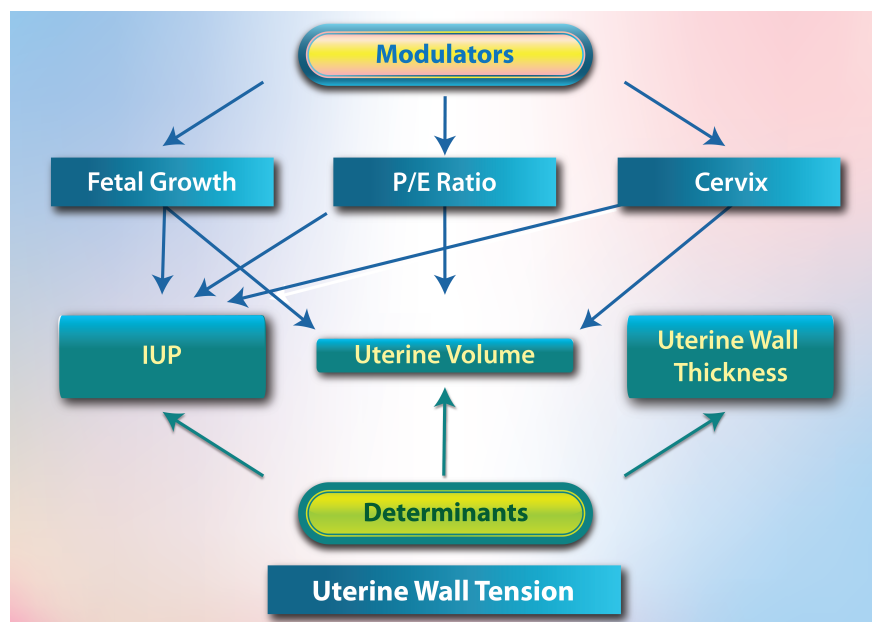 Modulators
Fetal Growth
P/E Ratio
Cervix
IUP
Uterine Volume
Uterine Wall
Thickness
Determinants
Uterine Wall Tension